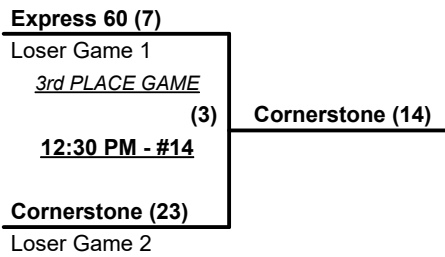 Express 60 (7)
Loser Game 1
3rd PLACE GAME
(3)
Cornerstone (14)
12:30 PM - #14
Cornerstone (23)
Loser Game 2